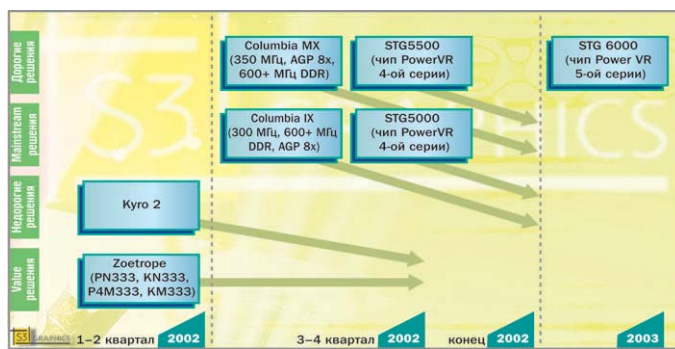 Дорогие
решения
Columbia MX
(350 МГц, AGP 8x,
600+ МГц DDR)
STG5500
(чип PowerVR
4-ой серии)
STG 6000
(чип Power VR
5-ой серии)
Mainstream
решения
Columbia IX
(300 МГц, 600+ МГц
DDR, AGP 8x)
STG5000
(чип PowerVR
4-ой серии)
S3 GRAPHICS
Недорогие
решения
Kyro 2
Value
решения
Zoetrope
(PN333, KN333,
P4M333, KM333)
S3 GRAPHICS
1–2 квартал 2002
3–4 квартал 2002
конец 2002
2003